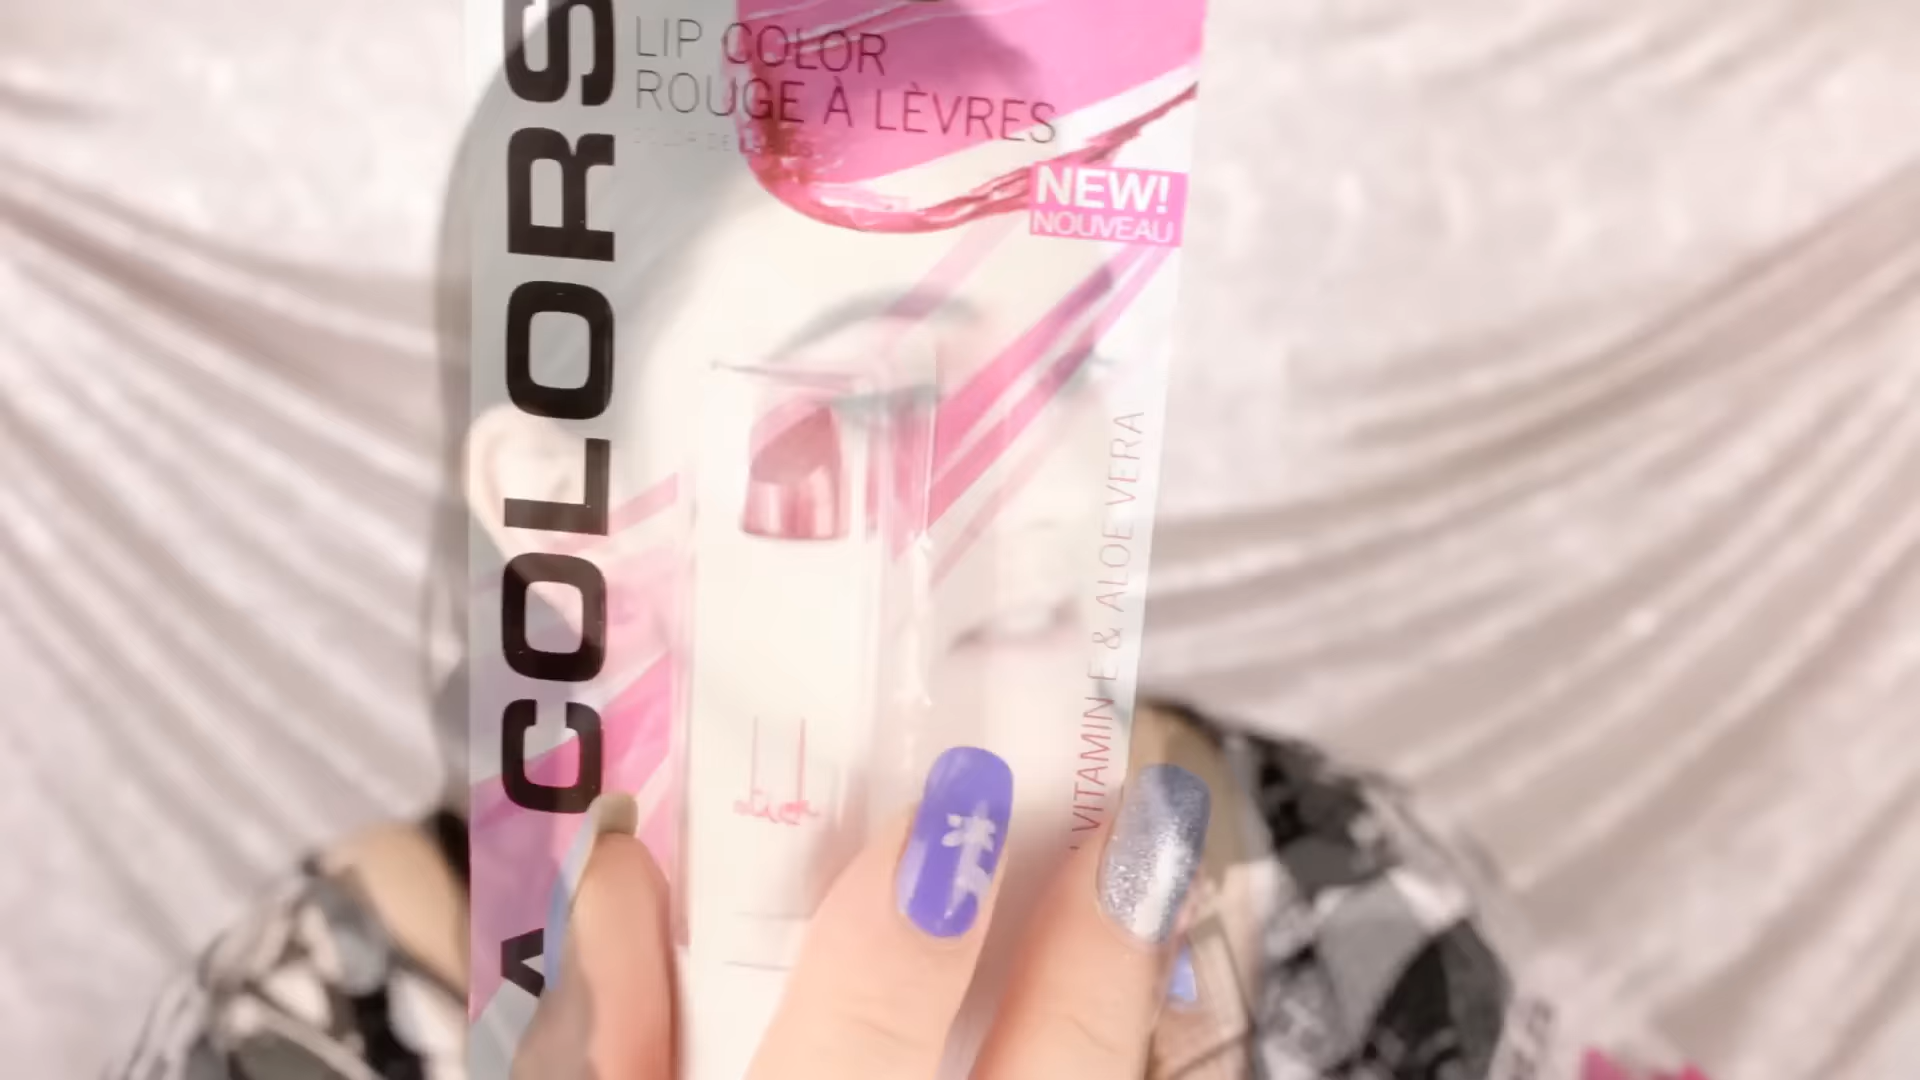 LIP COLOR
ROUGE À LÈVRES
NEW!
NOUVEAU
A COLORS
VITAMIN E & ALOE VERA